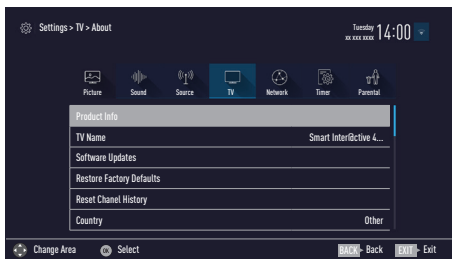 Settings > TV > About
Tuesday
xx xxx xxxx
14:00
Picture Sound Source TV Network Timer Parental
Product Info
TV Name Smart Inter@ctive 4...
Software Updates
Restore Factory Defaults
Reset Chanel History
Country Other
Change Area OK Select BACK Back EXIT Exit